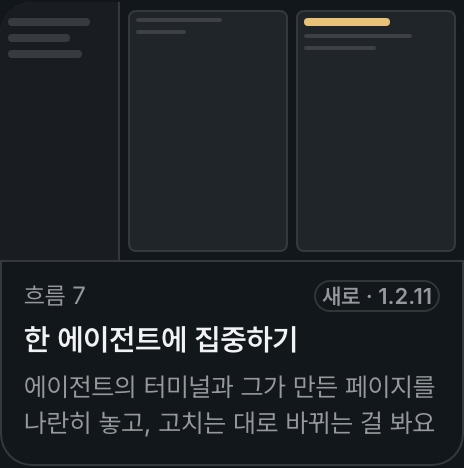 흐름 7
새로 · 1.2.11
한 에이전트에 집중하기
에이전트의 터미널과 그가 만든 페이지를
나란히 놓고, 고치는 대로 바뀌는 걸 봐요